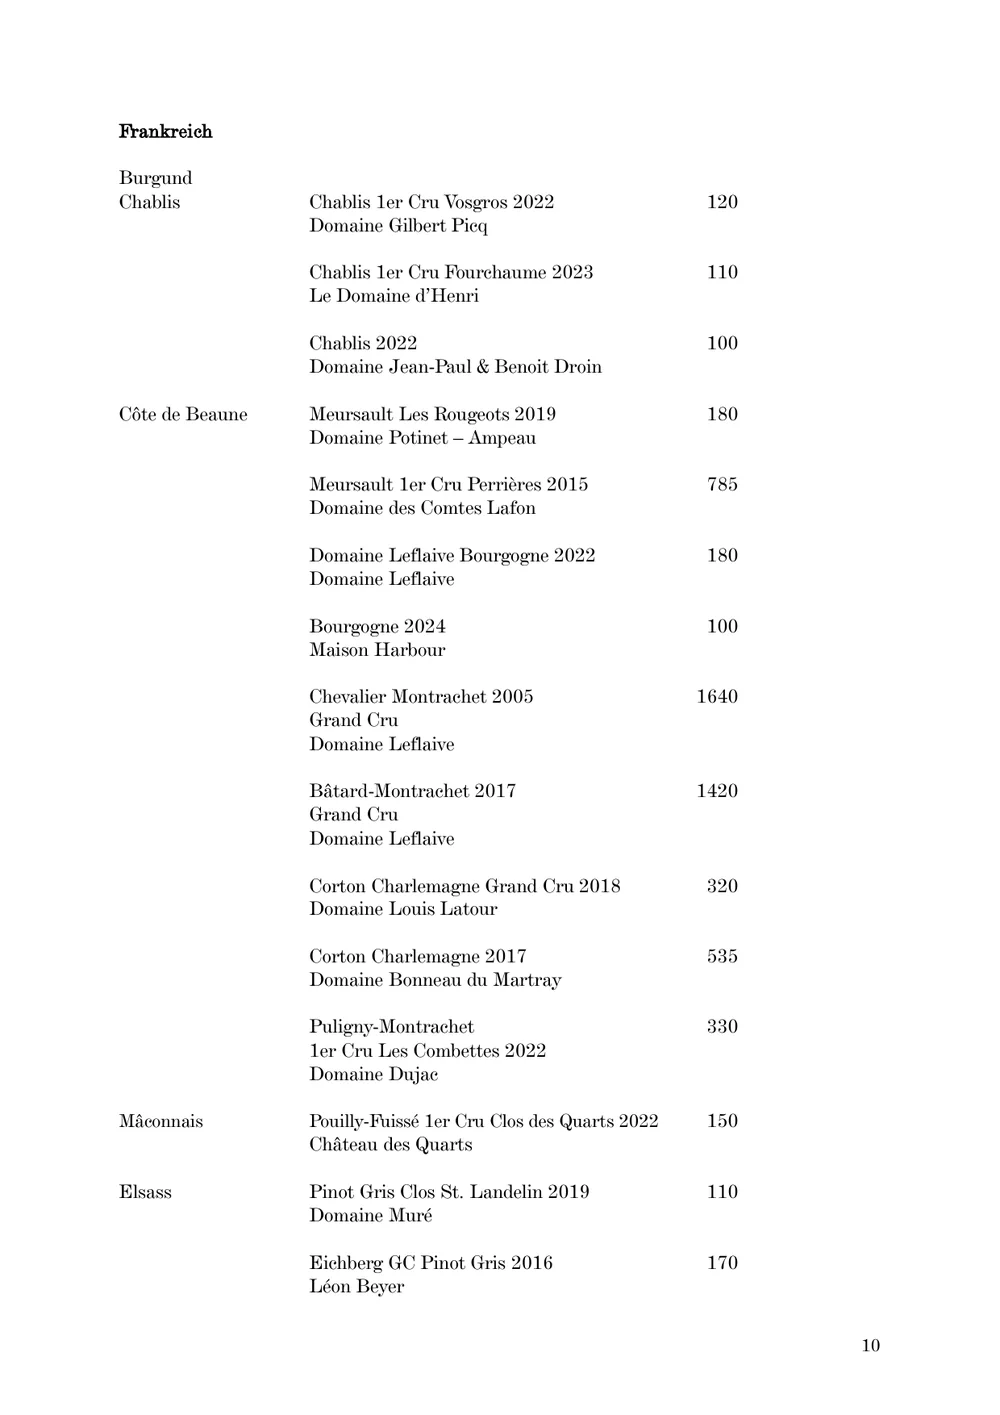 Frankreich
Burgund
Chablis Chablis 1er Cru Vosgros 2022 120
Domaine Gilbert Picq
Chablis 1er Cru Fourchaume 2023 110
Le Domaine d’Henri
Chablis 2022 100
Domaine Jean-Paul & Benoit Droin
Côte de Beaune Meursault Les Rougeots 2019 180
Domaine Potinet – Ampeau
Meursault 1er Cru Perrières 2015 785
Domaine des Comtes Lafon
Domaine Leflaive Bourgogne 2022 180
Domaine Leflaive
Bourgogne 2024 100
Maison Harbour
Chevalier Montrachet 2005 1640
Grand Cru
Domaine Leflaive
Bâtard-Montrachet 2017 1420
Grand Cru
Domaine Leflaive
Corton Charlemagne Grand Cru 2018 320
Domaine Louis Latour
Corton Charlemagne 2017 535
Domaine Bonneau du Martray
Puligny-Montrachet 330
1er Cru Les Combettes 2022
Domaine Dujac
Mâconnais Pouilly-Fuissé 1er Cru Clos des Quarts 2022 150
Château des Quarts
Elsass Pinot Gris Clos St. Landelin 2019 110
Domaine Muré
Eichberg GC Pinot Gris 2016 170
Léon Beyer
10